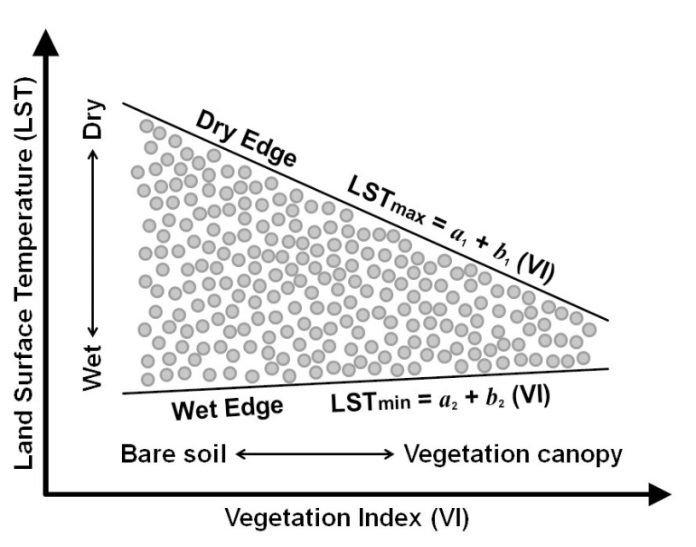 Land Surface Temperature (LST)
Dry
Wet
Dry Edge
LSTmax = a₁ + b₁ (VI)
Wet Edge
LSTmin = a₂ + b₂ (VI)
Bare soil
Vegetation canopy
Vegetation Index (VI)